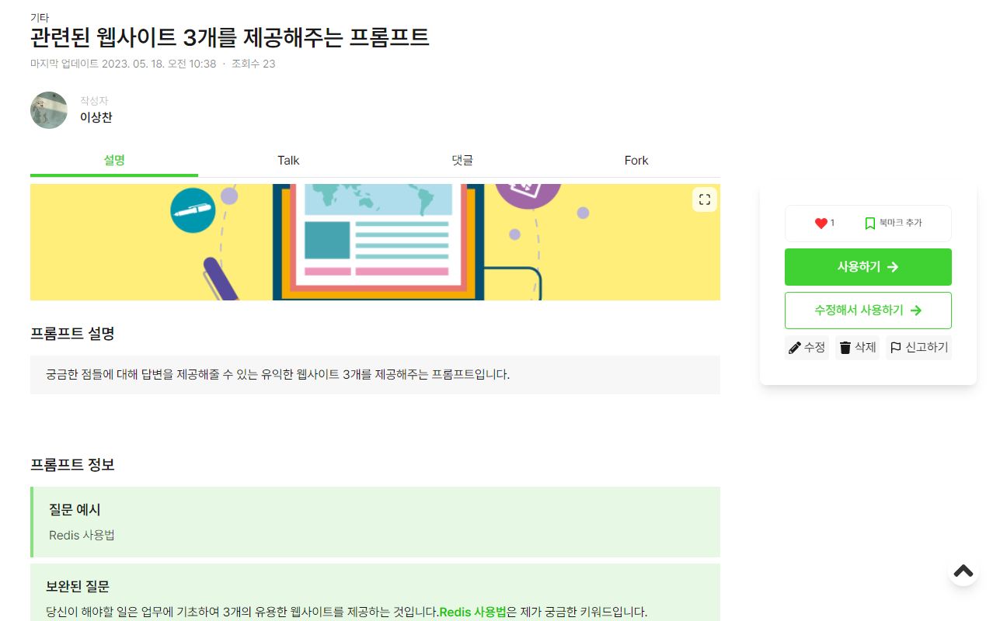 기타
관련된 웹사이트 3개를 제공해주는 프롬프트
마지막 업데이트 2023. 05. 18. 오전 10:38 · 조회수 23
작성자
이상찬
설명 Talk 댓글 Fork
1 북마크 추가
사용하기
수정해서 사용하기
수정 삭제 신고하기
프롬프트 설명
궁금한 점들에 대해 답변을 제공해줄 수 있는 유익한 웹사이트 3개를 제공해주는 프롬프트입니다.
프롬프트 정보
질문 예시
Redis 사용법
보완된 질문
당신이 해야할 일은 업무에 기초하여 3개의 유용한 웹사이트를 제공하는 것입니다.Redis 사용법은 제가 궁금한 키워드입니다.